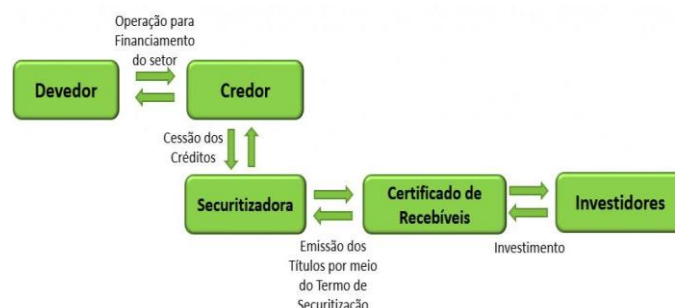 Operação para
Financiamento
do setor
Devedor
Credor
Cessão dos
Créditos
Securitizadora
Certificado de
Recebíveis
Investidores
Emissão dos
Títulos por meio
do Termo de
Securitização
Investimento